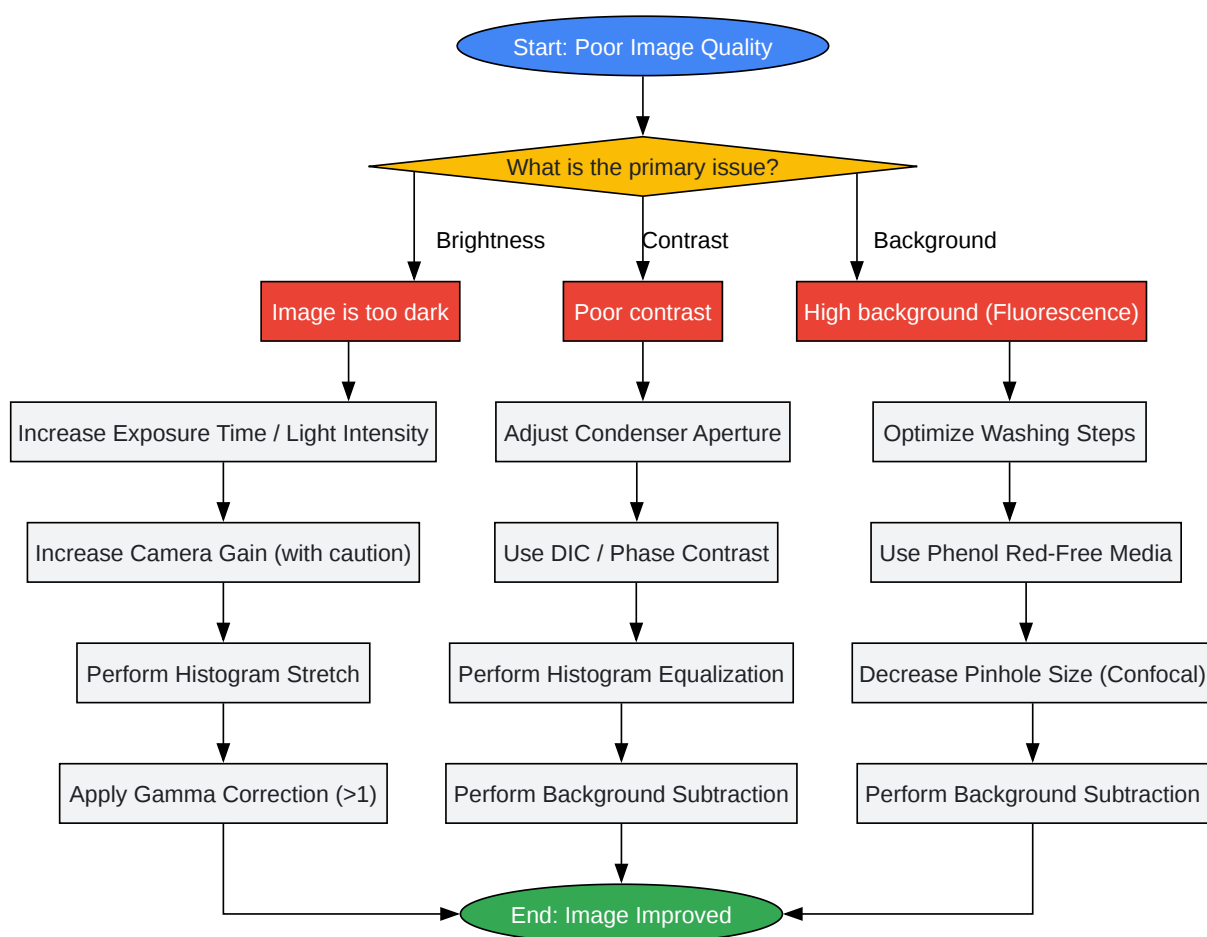 Start: Poor Image Quality
What is the primary issue?
Brightness
Contrast
Background
Image is too dark
Poor contrast
High background (Fluorescence)
Increase Exposure Time / Light Intensity
Adjust Condenser Aperture
Optimize Washing Steps
Increase Camera Gain (with caution)
Use DIC / Phase Contrast
Use Phenol Red-Free Media
Perform Histogram Stretch
Perform Histogram Equalization
Decrease Pinhole Size (Confocal)
Apply Gamma Correction (>1)
Perform Background Subtraction
Perform Background Subtraction
End: Image Improved